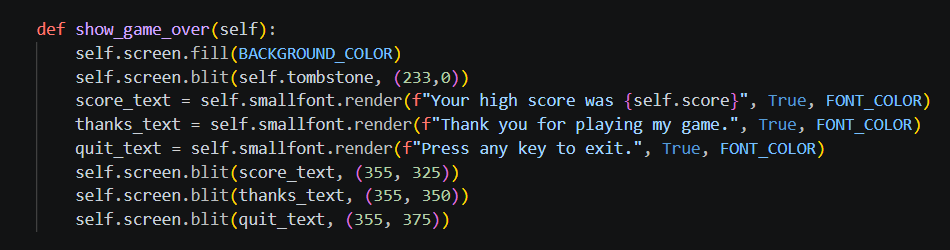 def show_game_over(self):
    self.screen.fill(BACKGROUND_COLOR)
    self.screen.blit(self.tombstone, (233,0))
    score_text = self.smallfont.render(f"Your high score was {self.score}", True, FONT_COLOR)
    thanks_text = self.smallfont.render(f"Thank you for playing my game.", True, FONT_COLOR)
    quit_text = self.smallfont.render(f"Press any key to exit.", True, FONT_COLOR)
    self.screen.blit(score_text, (355, 325))
    self.screen.blit(thanks_text, (355, 350))
    self.screen.blit(quit_text, (355, 375))